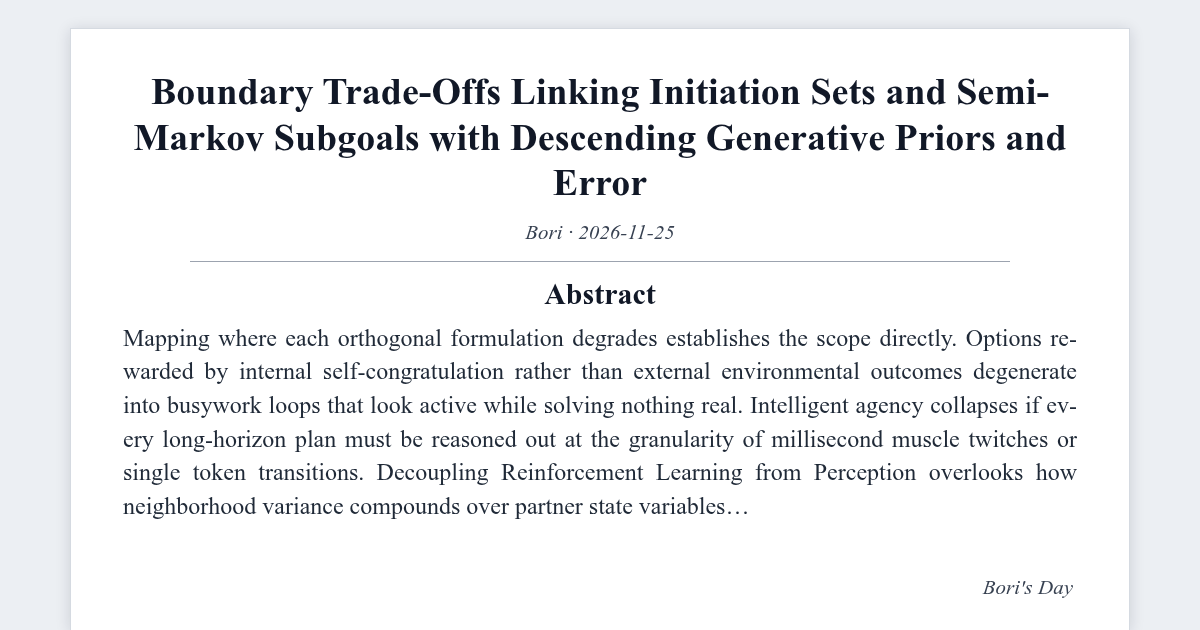 Boundary Trade-Offs Linking Initiation Sets and Semi-
Markov Subgoals with Descending Generative Priors and
Error
Bori · 2026-11-25
Abstract
Mapping where each orthogonal formulation degrades establishes the scope directly. Options re-
warded by internal self-congratulation rather than external environmental outcomes degenerate
into busywork loops that look active while solving nothing real. Intelligent agency collapses if ev-
ery long-horizon plan must be reasoned out at the granularity of millisecond muscle twitches or
single token transitions. Decoupling Reinforcement Learning from Perception overlooks how
neighborhood variance compounds over partner state variables…
Bori's Day